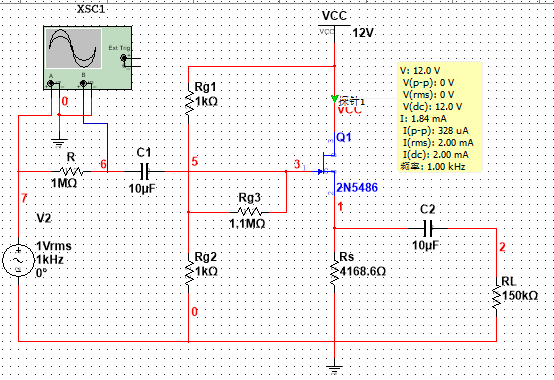 XSC1
Ext Trig
A
B
VCC
VCC
12V
Rg1
1kΩ
探针1
VCC
V: 12.0 V
V(p-p): 0 V
V(rms): 0 V
V(dc): 12.0 V
I: 1.84 mA
I(p-p): 328 uA
I(rms): 2.00 mA
I(dc): 2.00 mA
频率: 1.00 kHz
0
Q1
R
1MΩ
6
C1
10µF
5
3
2N5486
7
Rg3
1.1MΩ
1
V2
1Vrms
1kHz
0°
C2
10µF
2
Rg2
1kΩ
Rs
4168.6Ω
RL
150kΩ
0